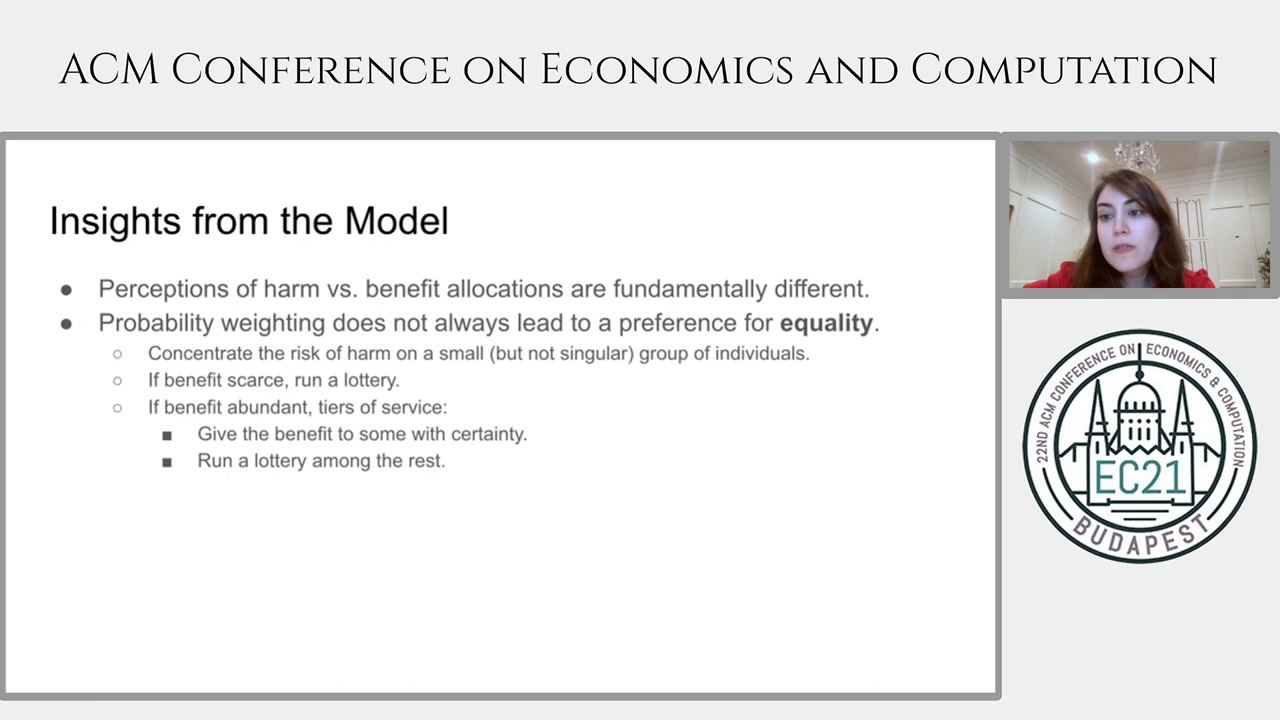 ACM Conference on Economics and Computation
Insights from the Model
● Perceptions of harm vs. benefit allocations are fundamentally different.
● Probability weighting does not always lead to a preference for equality.
○ Concentrate the risk of harm on a small (but not singular) group of individuals.
○ If benefit scarce, run a lottery.
○ If benefit abundant, tiers of service:
■ Give the benefit to some with certainty.
■ Run a lottery among the rest.
22ND ACM CONFERENCE ON ECONOMICS & COMPUTATION
EC21
BUDAPEST